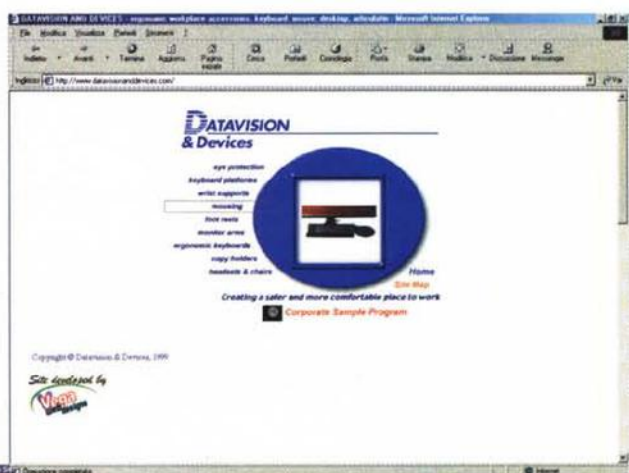 DATAVISION AND DEVICES - ergonomic workplace accessories, keyboard, mouse, desktop, articulatin - Microsoft Internet Explorer
File Modifica Visualizza Preferiti Strumenti ?
Indietro Avanti Termina Aggiorna Pagina iniziale Cerca Preferiti Cronologia Posta Stampa Modifica Discussione Messenger
Indirizzo http://www.datavisionanddevices.com/
DATAVISION
& Devices
eye protection
keyboard platforms
wrist supports
mousing
foot rests
monitor arms
ergonomic keyboards
copy holders
headsets & chairs
Home
Site Map
Creating a safer and more comfortable place to work
Corporate Sample Program
Copyright © Datavision & Devices, 1999
Site developed by
Vega
Operazione completata
Internet